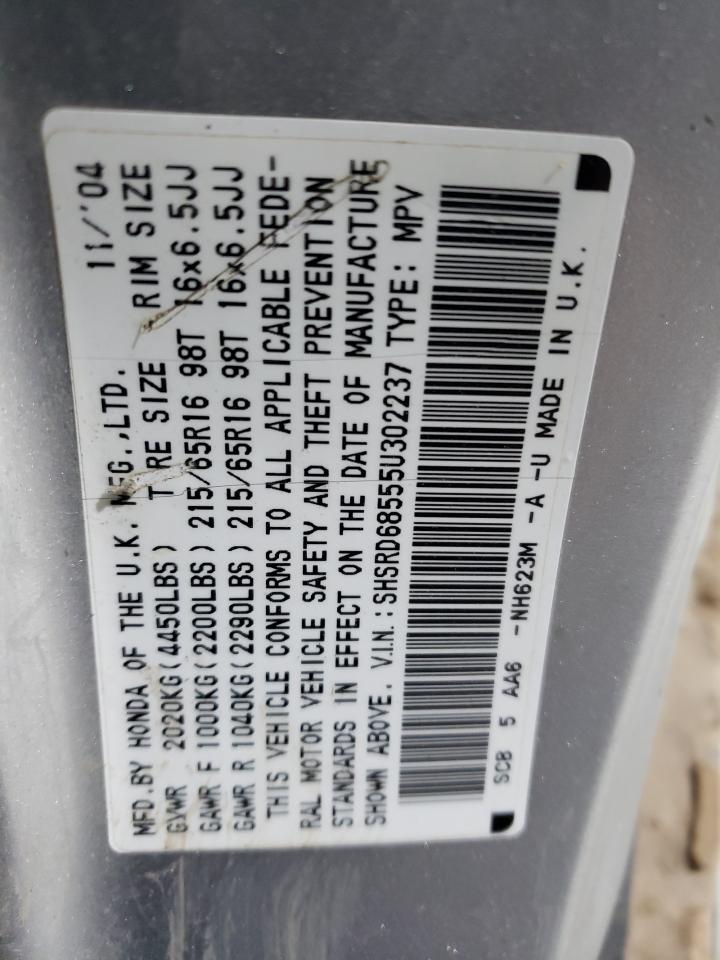 MFD.BY HONDA OF THE U.K. MFG.,LTD. 11/'04
GVWR 2020KG(4450LBS) TYRE SIZE RIM SIZE
GAWR F 1000KG(2200LBS) 215/65R16 98T 16x6.5JJ
GAWR R 1040KG(2290LBS) 215/65R16 98T 16x6.5JJ
THIS VEHICLE CONFORMS TO ALL APPLICABLE FEDE-
RAL MOTOR VEHICLE SAFETY AND THEFT PREVENTION
STANDARDS IN EFFECT ON THE DATE OF MANUFACTURE
SHOWN ABOVE. V.I.N.:SHSRD68555U302237 TYPE: MPV
SCB 5 AA6 -NH623M -A -U MADE IN U.K.